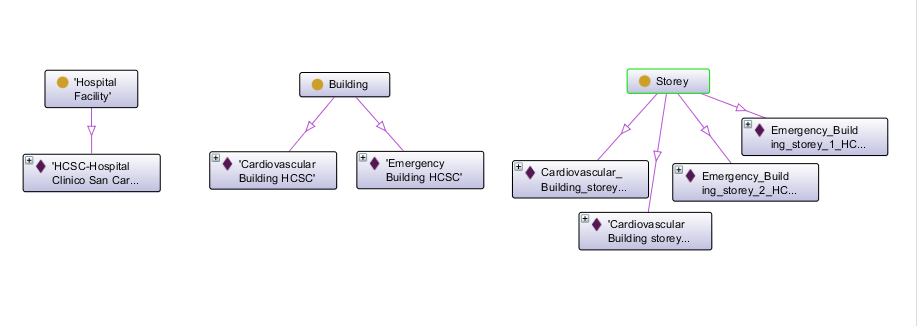 'Hospital
Facility'
'HCSC-Hospital
Clinico San Car...
Building
'Cardiovascular
Building HCSC'
'Emergency
Building HCSC'
Storey
Cardiovascular_
Building_storey...
'Cardiovascular
Building storey...
Emergency_Build
ing_storey_2_HC...
Emergency_Build
ing_storey_1_HC...